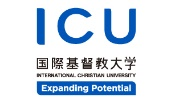 ICU
国際基督教大学
INTERNATIONAL CHRISTIAN UNIVERSITY
Expanding Potential